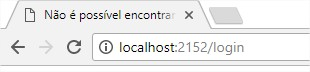 Não é possível encontrar
localhost:2152/login